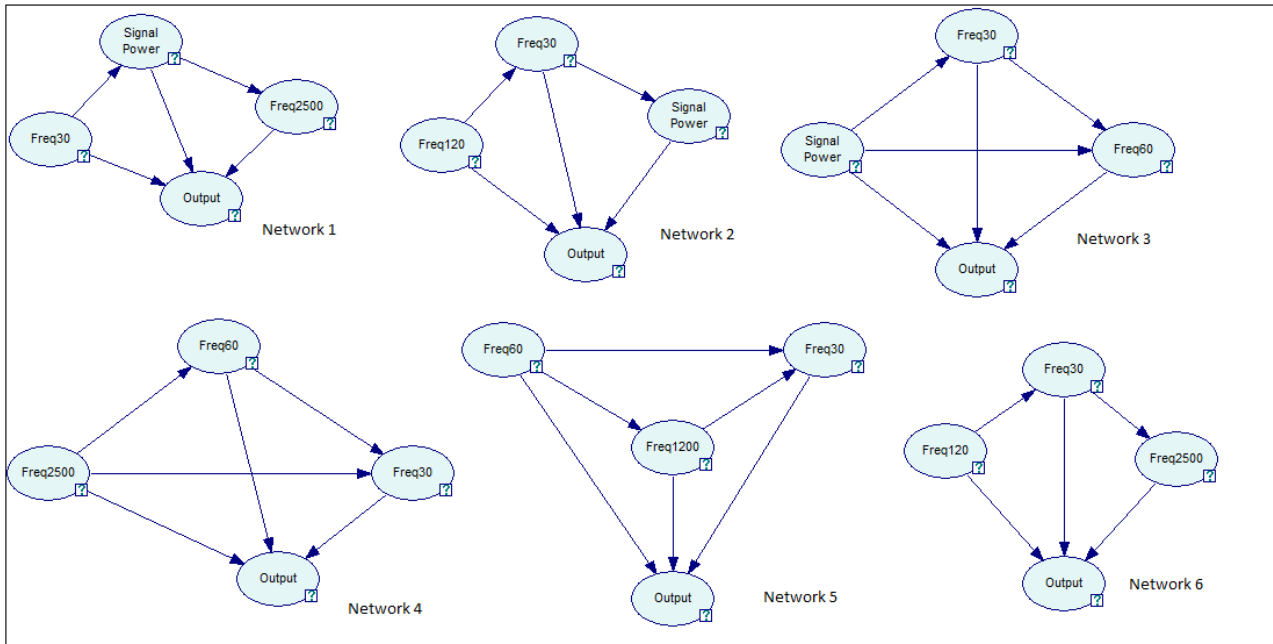 Signal
Power
?
Freq2500
?
Freq30
?
Output
?
Network 1
Freq30
?
Signal
Power
?
Freq120
?
Output
?
Network 2
Freq30
?
Signal
Power
?
Freq60
?
Output
?
Network 3
Freq60
?
Freq2500
?
Freq30
?
Output
?
Network 4
Freq60
?
Freq30
?
Freq1200
?
Output
?
Network 5
Freq30
?
Freq120
?
Freq2500
?
Output
?
Network 6